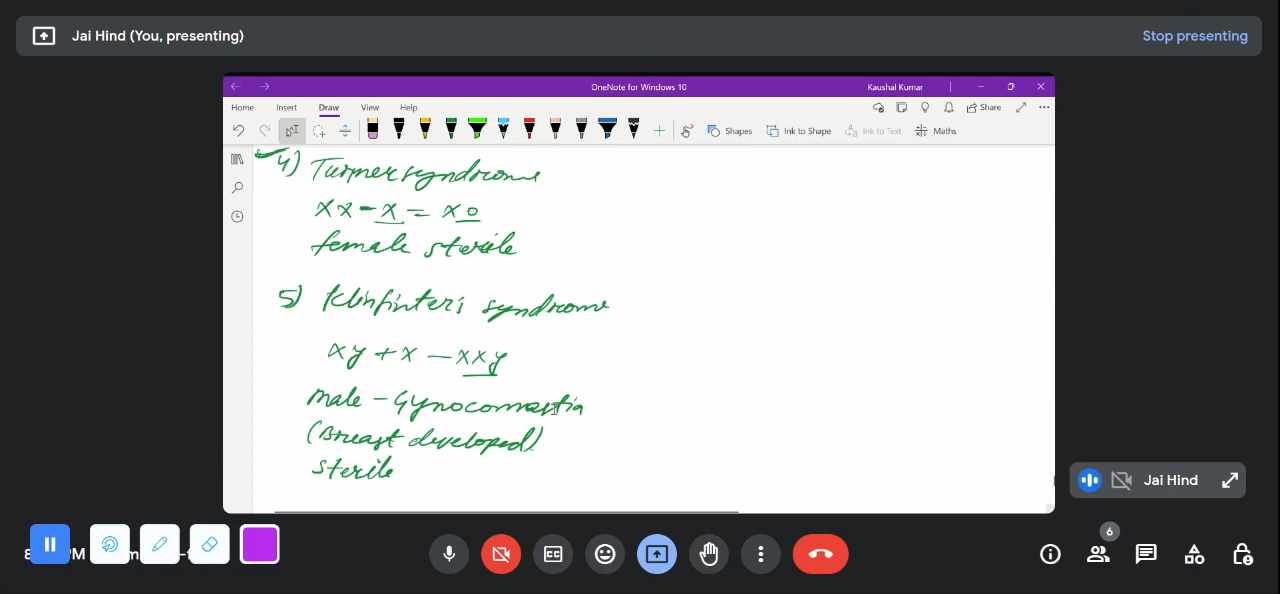 Jai Hind (You, presenting)
Stop presenting
OneNote for Windows 10
Kaushal Kumar
Home Insert Draw View Help
Share
Shapes Ink to Shape Ink to Text Maths
4) Turner syndrome
XX - X = XO
female sterile
5) Klinfinter's syndrome
XY + X - XXY
male - Gynocomastia
(Breast developed)
sterile
Jai Hind
6